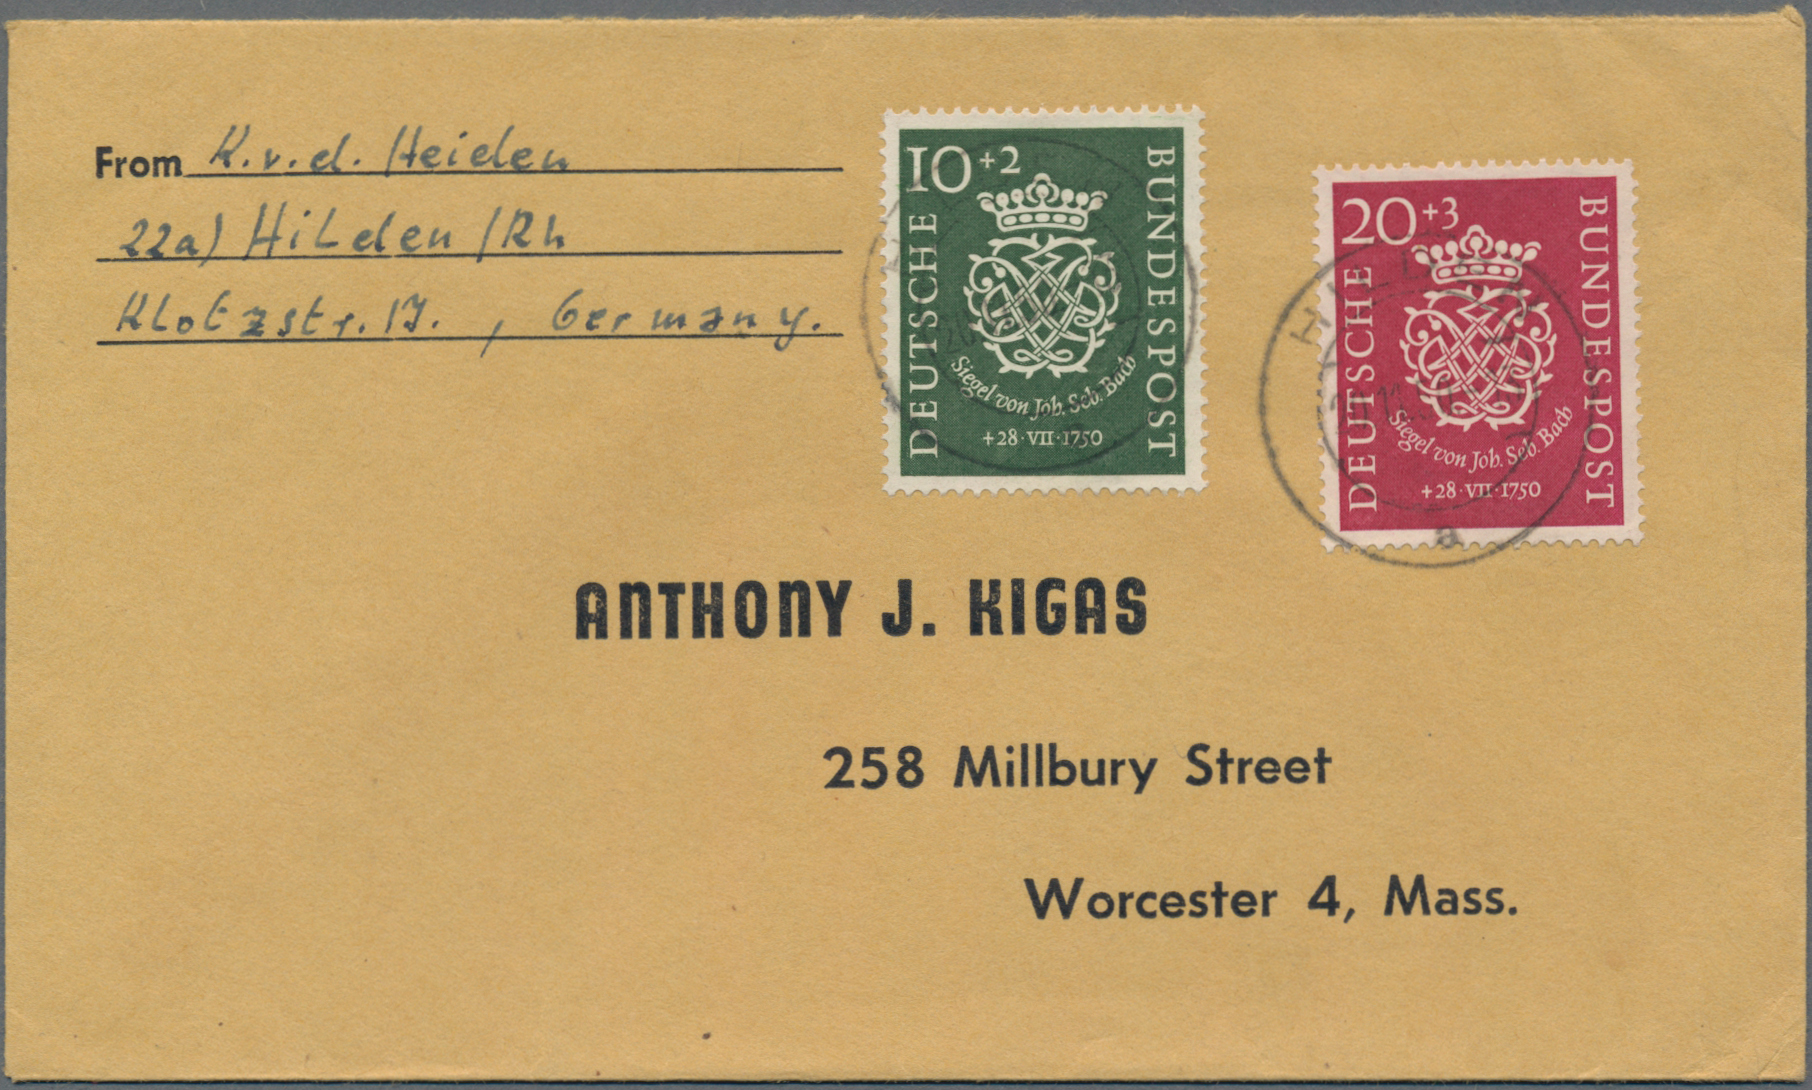 From K.v.d. Heiden
22a) Hilden /Rh
Klotzstr. 17. , Germany.
10+2
DEUTSCHE
BUNDESPOST
Siegel von Joh. Seb. Bach
+28·VII·1750
20+3
DEUTSCHE
BUNDESPOST
Siegel von Joh. Seb. Bach
+28·VII·1750
HILDEN
a
ANTHONY J. KIGAS
258 Millbury Street
Worcester 4, Mass.